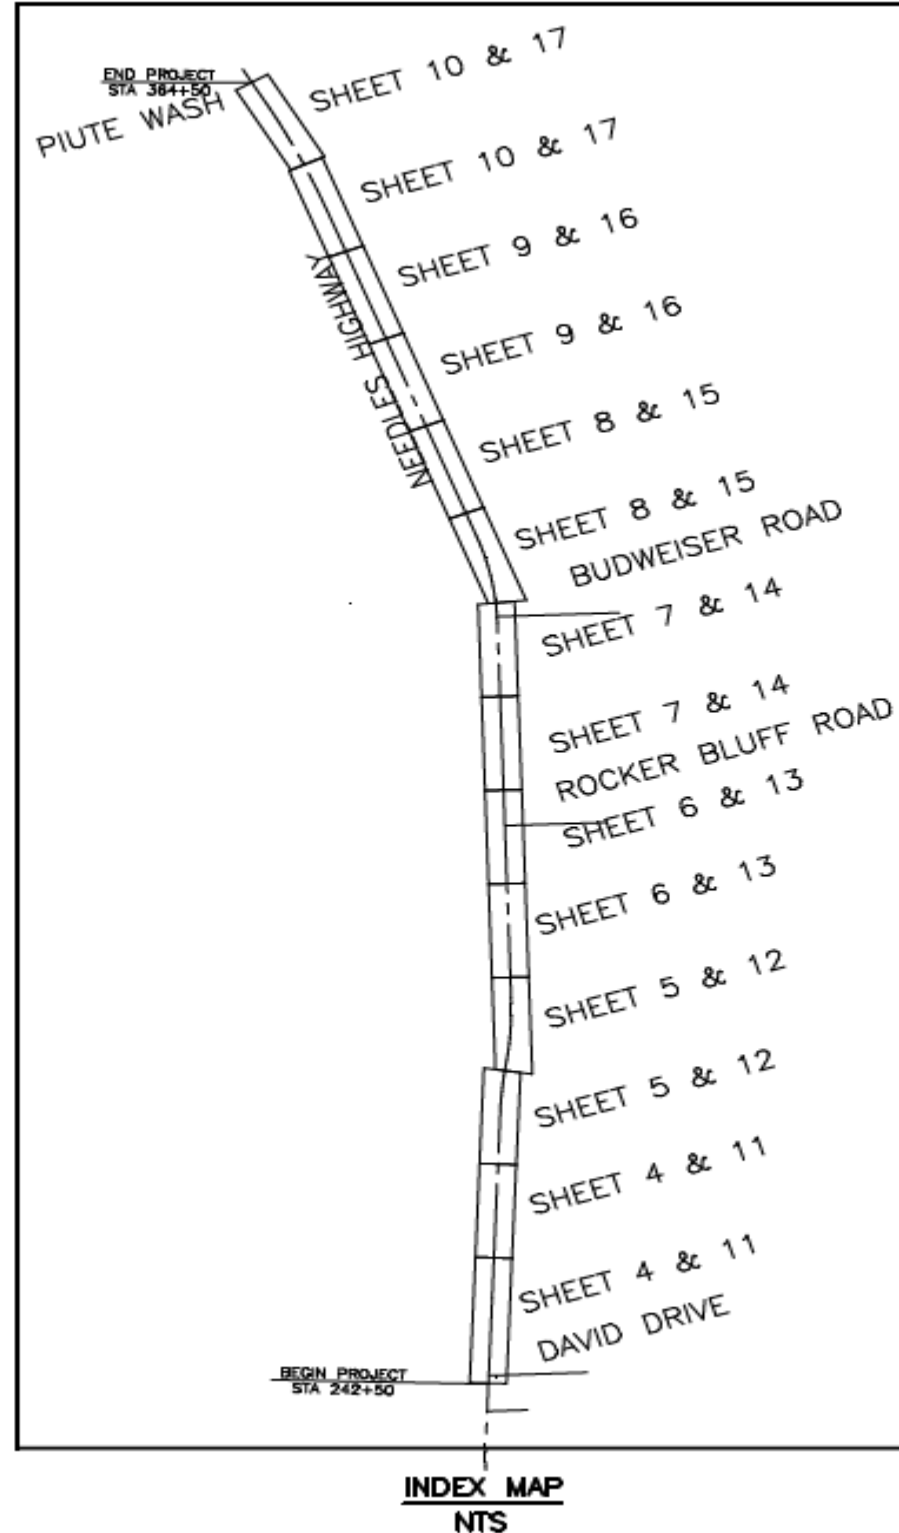 SHEET 10 & 17
END PROJECT
STA 364+50
PIUTE WASH
SHEET 10 & 17
SHEET 9 & 16
NEEDLES HIGHWAY
SHEET 9 & 16
SHEET 8 & 15
SHEET 8 & 15
BUDWEISER ROAD
SHEET 7 & 14
SHEET 7 & 14
ROCKER BLUFF ROAD
SHEET 6 & 13
SHEET 6 & 13
SHEET 5 & 12
SHEET 5 & 12
SHEET 4 & 11
SHEET 4 & 11
DAVID DRIVE
BEGIN PROJECT
STA 242+50
INDEX MAP
NTS